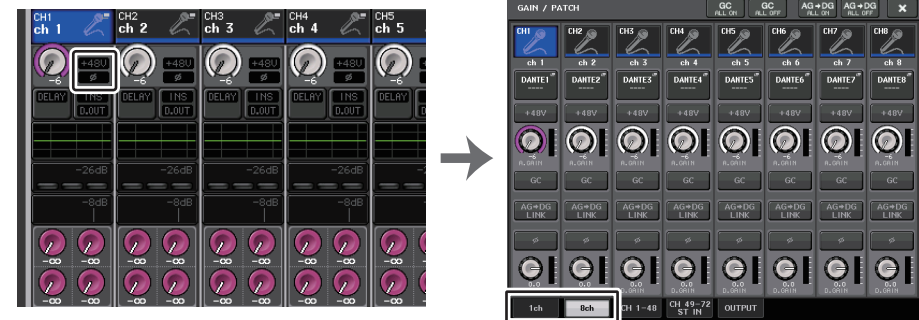 CH1 CH2 CH3 CH4 CH5
ch 1 ch 2 ch 3 ch 4 ch 5
+48V +48V +48V +48V
-6 ø -6 ø -6 ø -6 ø -6
DELAY INS DELAY INS DELAY INS DELAY INS DELAY
D.OUT D.OUT D.OUT D.OUT
-26dB -26dB -26dB -26dB
-8dB -8dB -8dB -8dB
-∞ -∞ -∞ -∞ -∞ -∞ -∞ -∞ -∞
-∞ -∞ -∞ -∞ -∞ -∞ -∞ -∞ -∞
GAIN / PATCH GC ALL ON GC ALL OFF AG→DG ALL ON AG→DG ALL OFF ×
CH1 CH2 CH3 CH4 CH5 CH6 CH7 CH8
ch 1 ch 2 ch 3 ch 4 ch 5 ch 6 ch 7 ch 8
DANTE1 DANTE2 DANTE3 DANTE4 DANTE5 DANTE6 DANTE7 DANTE8
---- ---- ---- ---- ---- ---- ---- ----
+48V +48V +48V +48V +48V +48V +48V +48V
-6 -6 -6 -6 -6 -6 -6 -6
A.GAIN A.GAIN A.GAIN A.GAIN A.GAIN A.GAIN A.GAIN A.GAIN
GC GC GC GC GC GC GC GC
AG→DG AG→DG AG→DG AG→DG AG→DG AG→DG AG→DG AG→DG
LINK LINK LINK LINK LINK LINK LINK LINK
ø ø ø ø ø ø ø ø
0.0 0.0 0.0 0.0 0.0 0.0 0.0 0.0
D.GAIN D.GAIN D.GAIN D.GAIN D.GAIN D.GAIN
1ch 8ch CH 1-48 CH 49-72 ST IN OUTPUT